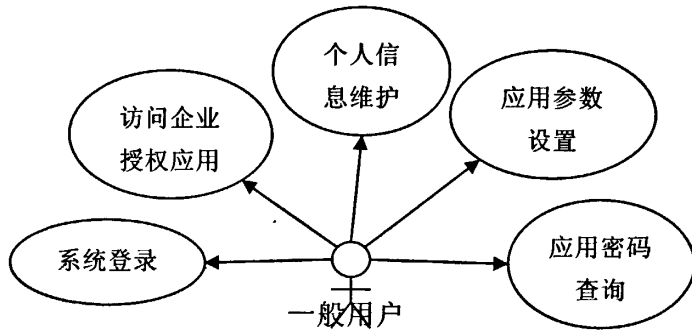 个人信
息维护
访问企业
授权应用
应用参数
设置
系统登录
应用密码
查询
一般用户